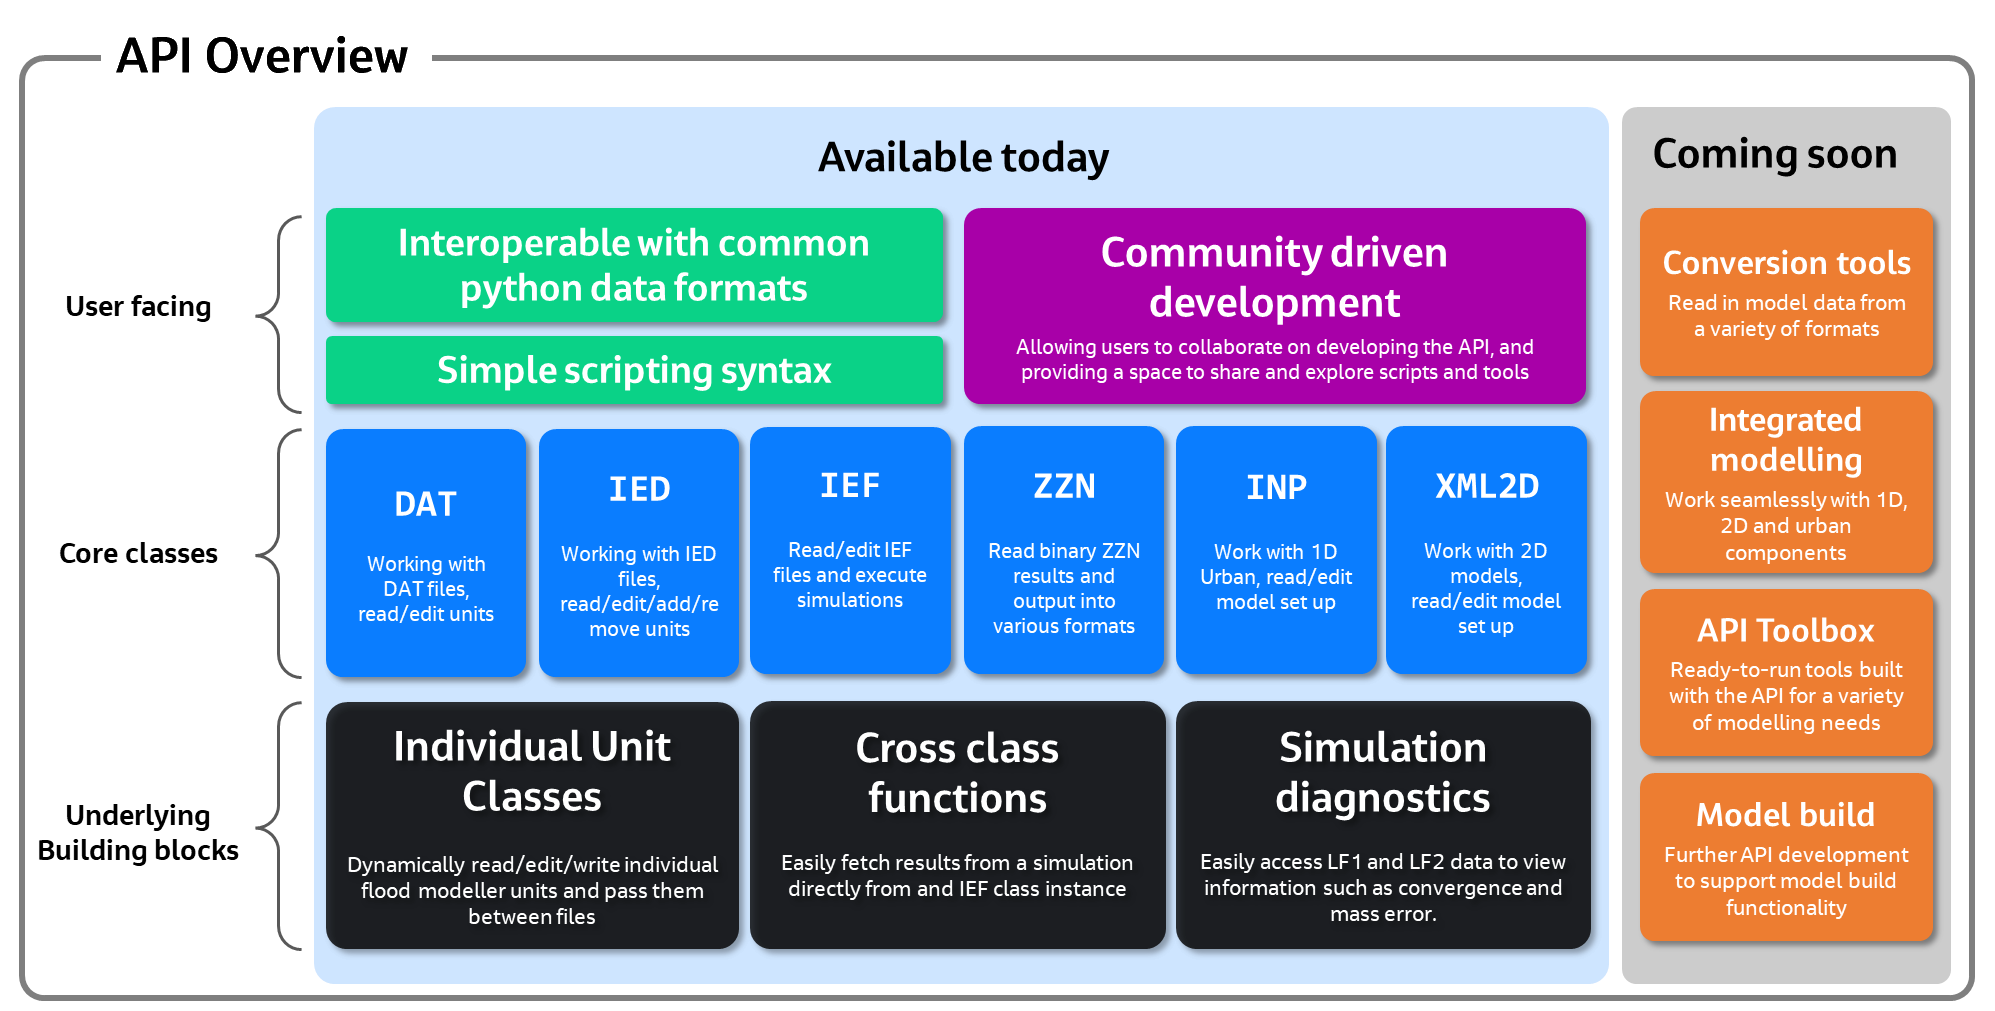 API Overview
Available today
Coming soon
User facing
Interoperable with common
python data formats
Simple scripting syntax
Community driven
development
Allowing users to collaborate on developing the API, and
providing a space to share and explore scripts and tools
Core classes
DAT
Working with
DAT files,
read/edit units
IED
Working with IED
files,
read/edit/add/re
move units
IEF
Read/edit IEF
files and execute
simulations
ZZN
Read binary ZZN
results and
output into
various formats
INP
Work with 1D
Urban, read/edit
model set up
XML2D
Work with 2D
models,
read/edit model
set up
Underlying
Building blocks
Individual Unit
Classes
Dynamically read/edit/write individual
flood modeller units and pass them
between files
Cross class
functions
Easily fetch results from a simulation
directly from and IEF class instance
Simulation
diagnostics
Easily access LF1 and LF2 data to view
information such as convergence and
mass error.
Conversion tools
Read in model data from
a variety of formats
Integrated
modelling
Work seamlessly with 1D,
2D and urban
components
API Toolbox
Ready-to-run tools built
with the API for a variety
of modelling needs
Model build
Further API development
to support model build
functionality